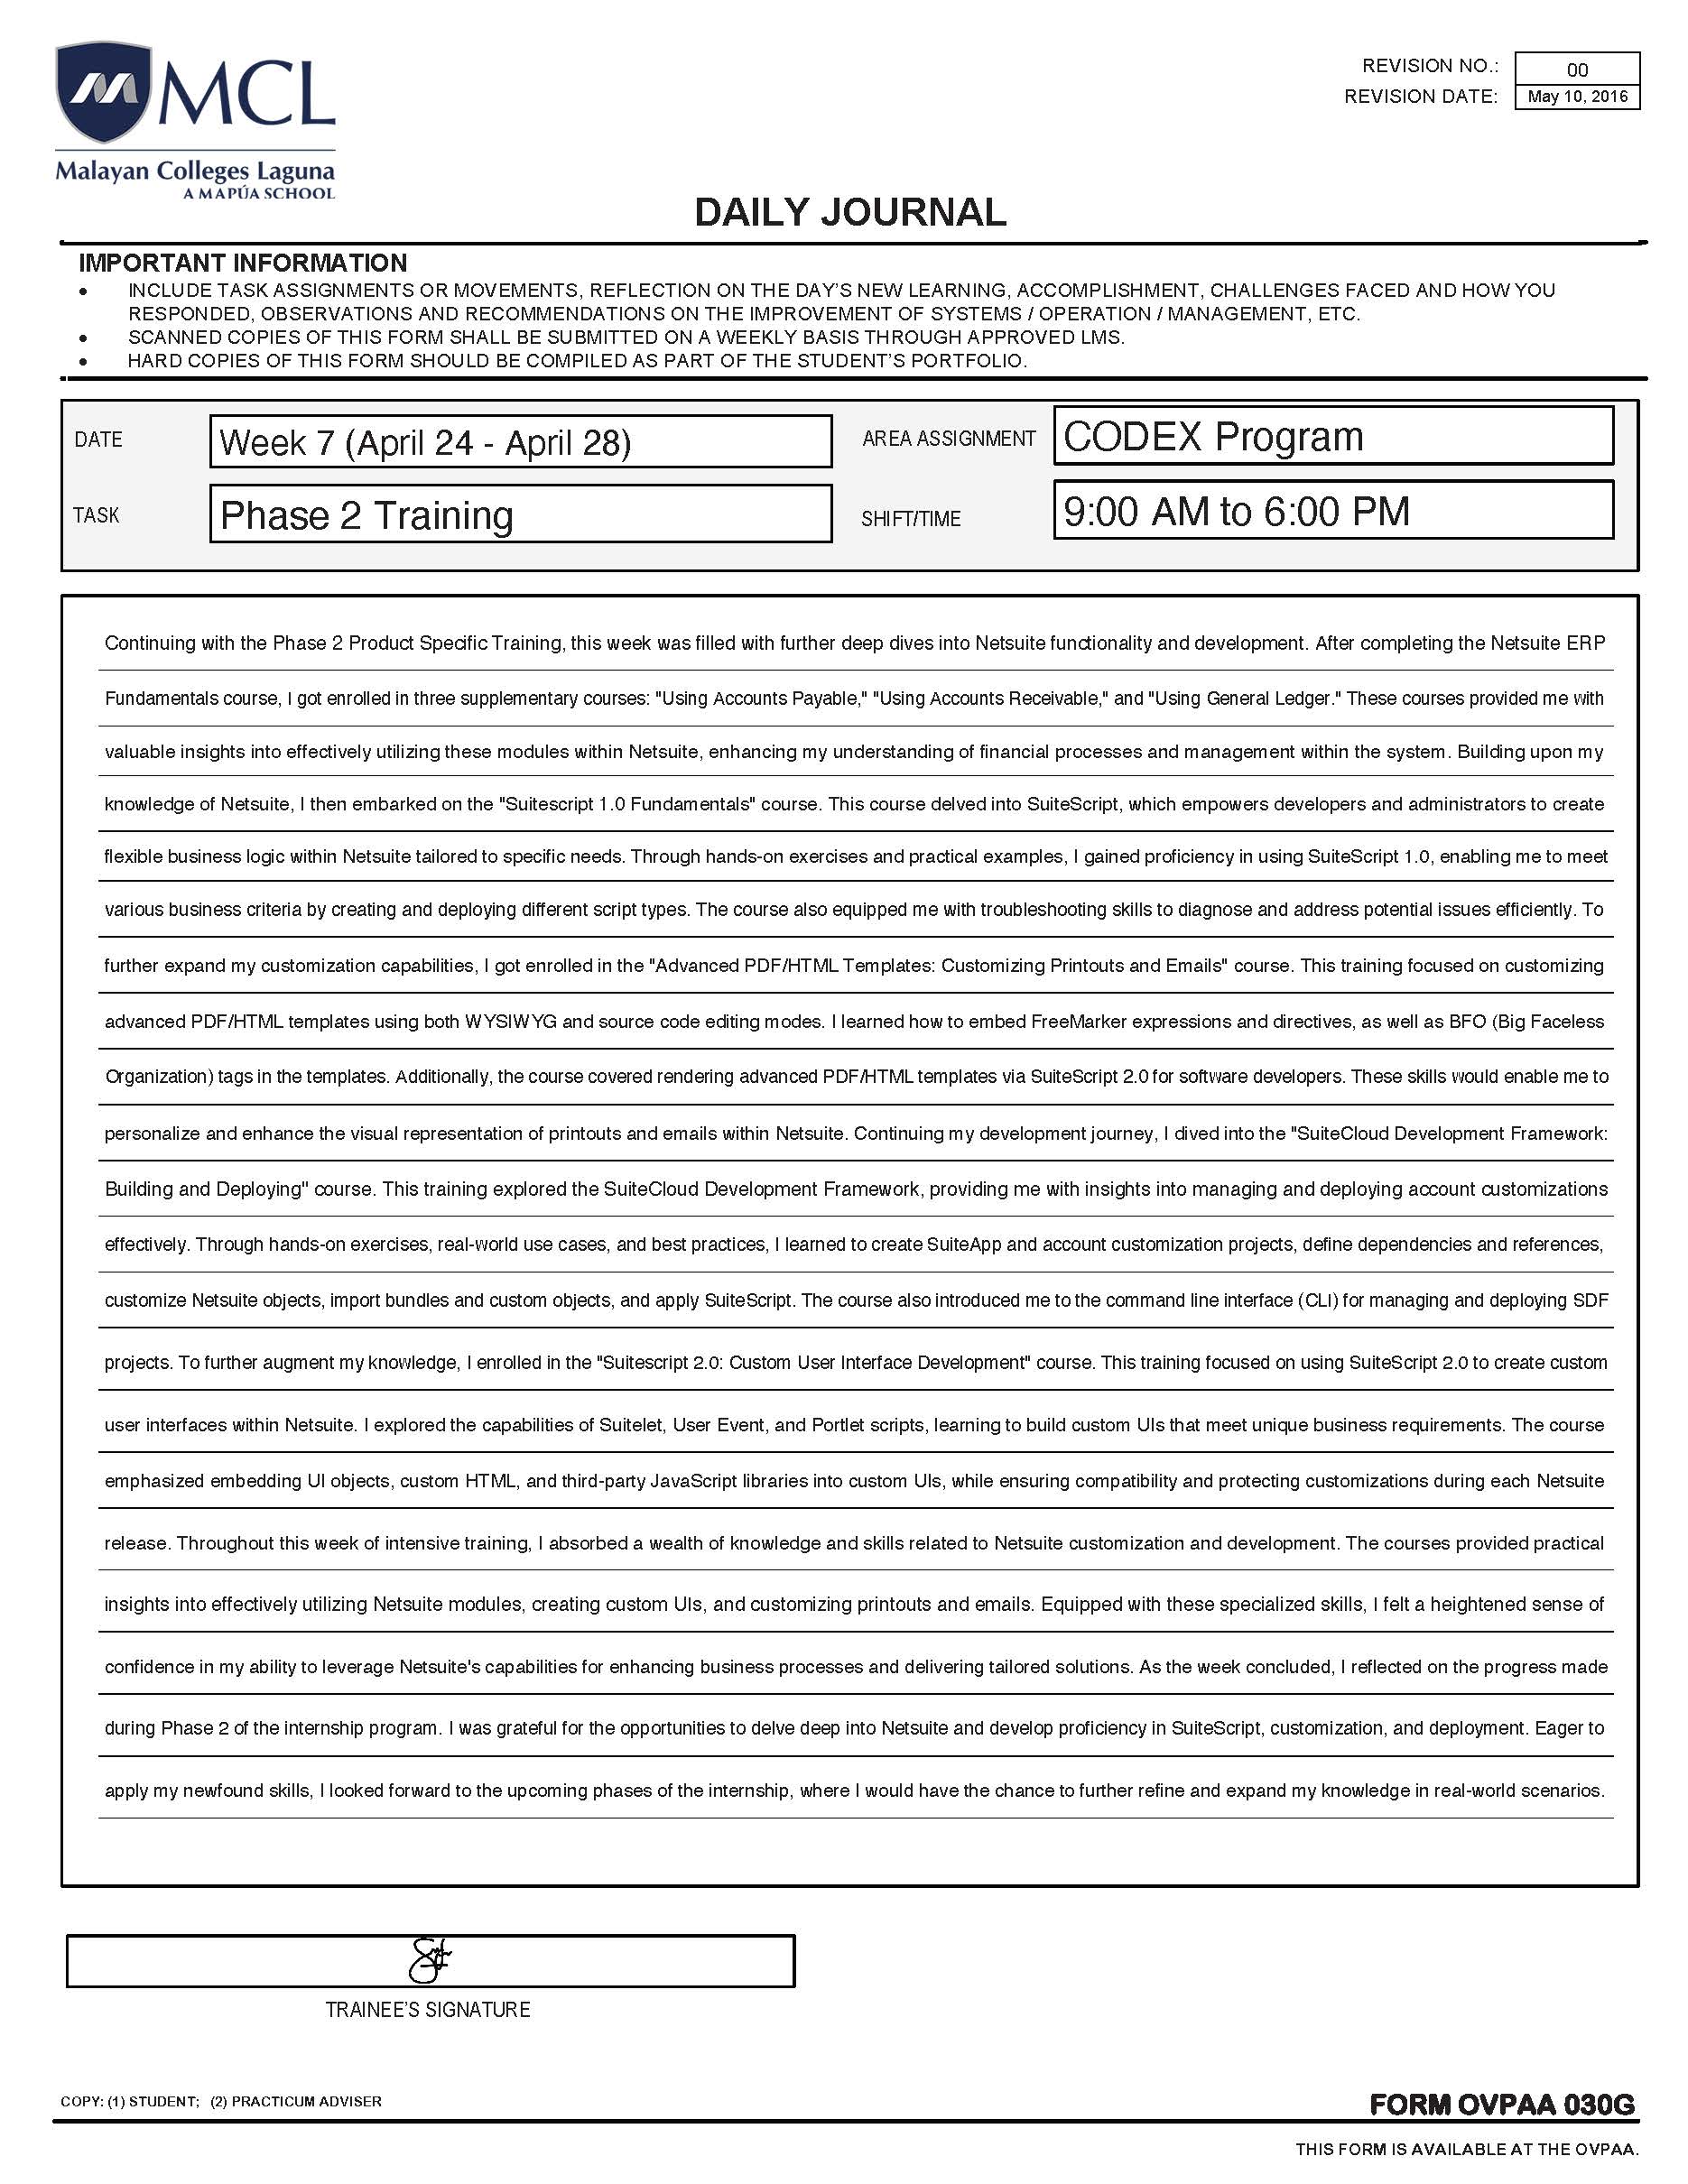 MCL
Malayan Colleges Laguna
A MAPÚA SCHOOL
REVISION NO.: 00
REVISION DATE: May 10, 2016
DAILY JOURNAL
IMPORTANT INFORMATION
• INCLUDE TASK ASSIGNMENTS OR MOVEMENTS, REFLECTION ON THE DAY'S NEW LEARNING, ACCOMPLISHMENT, CHALLENGES FACED AND HOW YOU
RESPONDED, OBSERVATIONS AND RECOMMENDATIONS ON THE IMPROVEMENT OF SYSTEMS / OPERATION / MANAGEMENT, ETC.
• SCANNED COPIES OF THIS FORM SHALL BE SUBMITTED ON A WEEKLY BASIS THROUGH APPROVED LMS.
• HARD COPIES OF THIS FORM SHOULD BE COMPILED AS PART OF THE STUDENT'S PORTFOLIO.
DATE Week 7 (April 24 - April 28) AREA ASSIGNMENT CODEX Program
TASK Phase 2 Training SHIFT/TIME 9:00 AM to 6:00 PM
Continuing with the Phase 2 Product Specific Training, this week was filled with further deep dives into Netsuite functionality and development. After completing the Netsuite ERP
Fundamentals course, I got enrolled in three supplementary courses: "Using Accounts Payable," "Using Accounts Receivable," and "Using General Ledger." These courses provided me with
valuable insights into effectively utilizing these modules within Netsuite, enhancing my understanding of financial processes and management within the system. Building upon my
knowledge of Netsuite, I then embarked on the "Suitescript 1.0 Fundamentals" course. This course delved into SuiteScript, which empowers developers and administrators to create
flexible business logic within Netsuite tailored to specific needs. Through hands-on exercises and practical examples, I gained proficiency in using SuiteScript 1.0, enabling me to meet
various business criteria by creating and deploying different script types. The course also equipped me with troubleshooting skills to diagnose and address potential issues efficiently. To
further expand my customization capabilities, I got enrolled in the "Advanced PDF/HTML Templates: Customizing Printouts and Emails" course. This training focused on customizing
advanced PDF/HTML templates using both WYSIWYG and source code editing modes. I learned how to embed FreeMarker expressions and directives, as well as BFO (Big Faceless
Organization) tags in the templates. Additionally, the course covered rendering advanced PDF/HTML templates via SuiteScript 2.0 for software developers. These skills would enable me to
personalize and enhance the visual representation of printouts and emails within Netsuite. Continuing my development journey, I dived into the "SuiteCloud Development Framework:
Building and Deploying" course. This training explored the SuiteCloud Development Framework, providing me with insights into managing and deploying account customizations
effectively. Through hands-on exercises, real-world use cases, and best practices, I learned to create SuiteApp and account customization projects, define dependencies and references,
customize Netsuite objects, import bundles and custom objects, and apply SuiteScript. The course also introduced me to the command line interface (CLI) for managing and deploying SDF
projects. To further augment my knowledge, I enrolled in the "Suitescript 2.0: Custom User Interface Development" course. This training focused on using SuiteScript 2.0 to create custom
user interfaces within Netsuite. I explored the capabilities of Suitelet, User Event, and Portlet scripts, learning to build custom UIs that meet unique business requirements. The course
emphasized embedding UI objects, custom HTML, and third-party JavaScript libraries into custom UIs, while ensuring compatibility and protecting customizations during each Netsuite
release. Throughout this week of intensive training, I absorbed a wealth of knowledge and skills related to Netsuite customization and development. The courses provided practical
insights into effectively utilizing Netsuite modules, creating custom UIs, and customizing printouts and emails. Equipped with these specialized skills, I felt a heightened sense of
confidence in my ability to leverage Netsuite's capabilities for enhancing business processes and delivering tailored solutions. As the week concluded, I reflected on the progress made
during Phase 2 of the internship program. I was grateful for the opportunities to delve deep into Netsuite and develop proficiency in SuiteScript, customization, and deployment. Eager to
apply my newfound skills, I looked forward to the upcoming phases of the internship, where I would have the chance to further refine and expand my knowledge in real-world scenarios.
TRAINEE'S SIGNATURE
COPY: (1) STUDENT; (2) PRACTICUM ADVISER
FORM OVPAA 030G
THIS FORM IS AVAILABLE AT THE OVPAA.